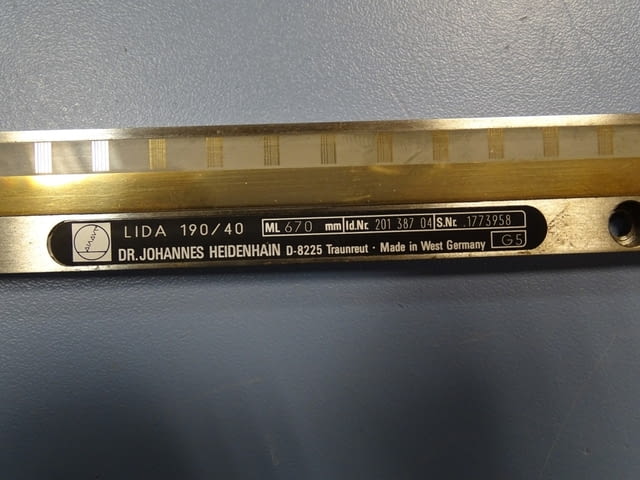 LIDA 190/40 ML 670 mm Id.Nr. 201 387 04 S.Nr. .1773958
DR. JOHANNES HEIDENHAIN D-8225 Traunreut · Made in West Germany G5